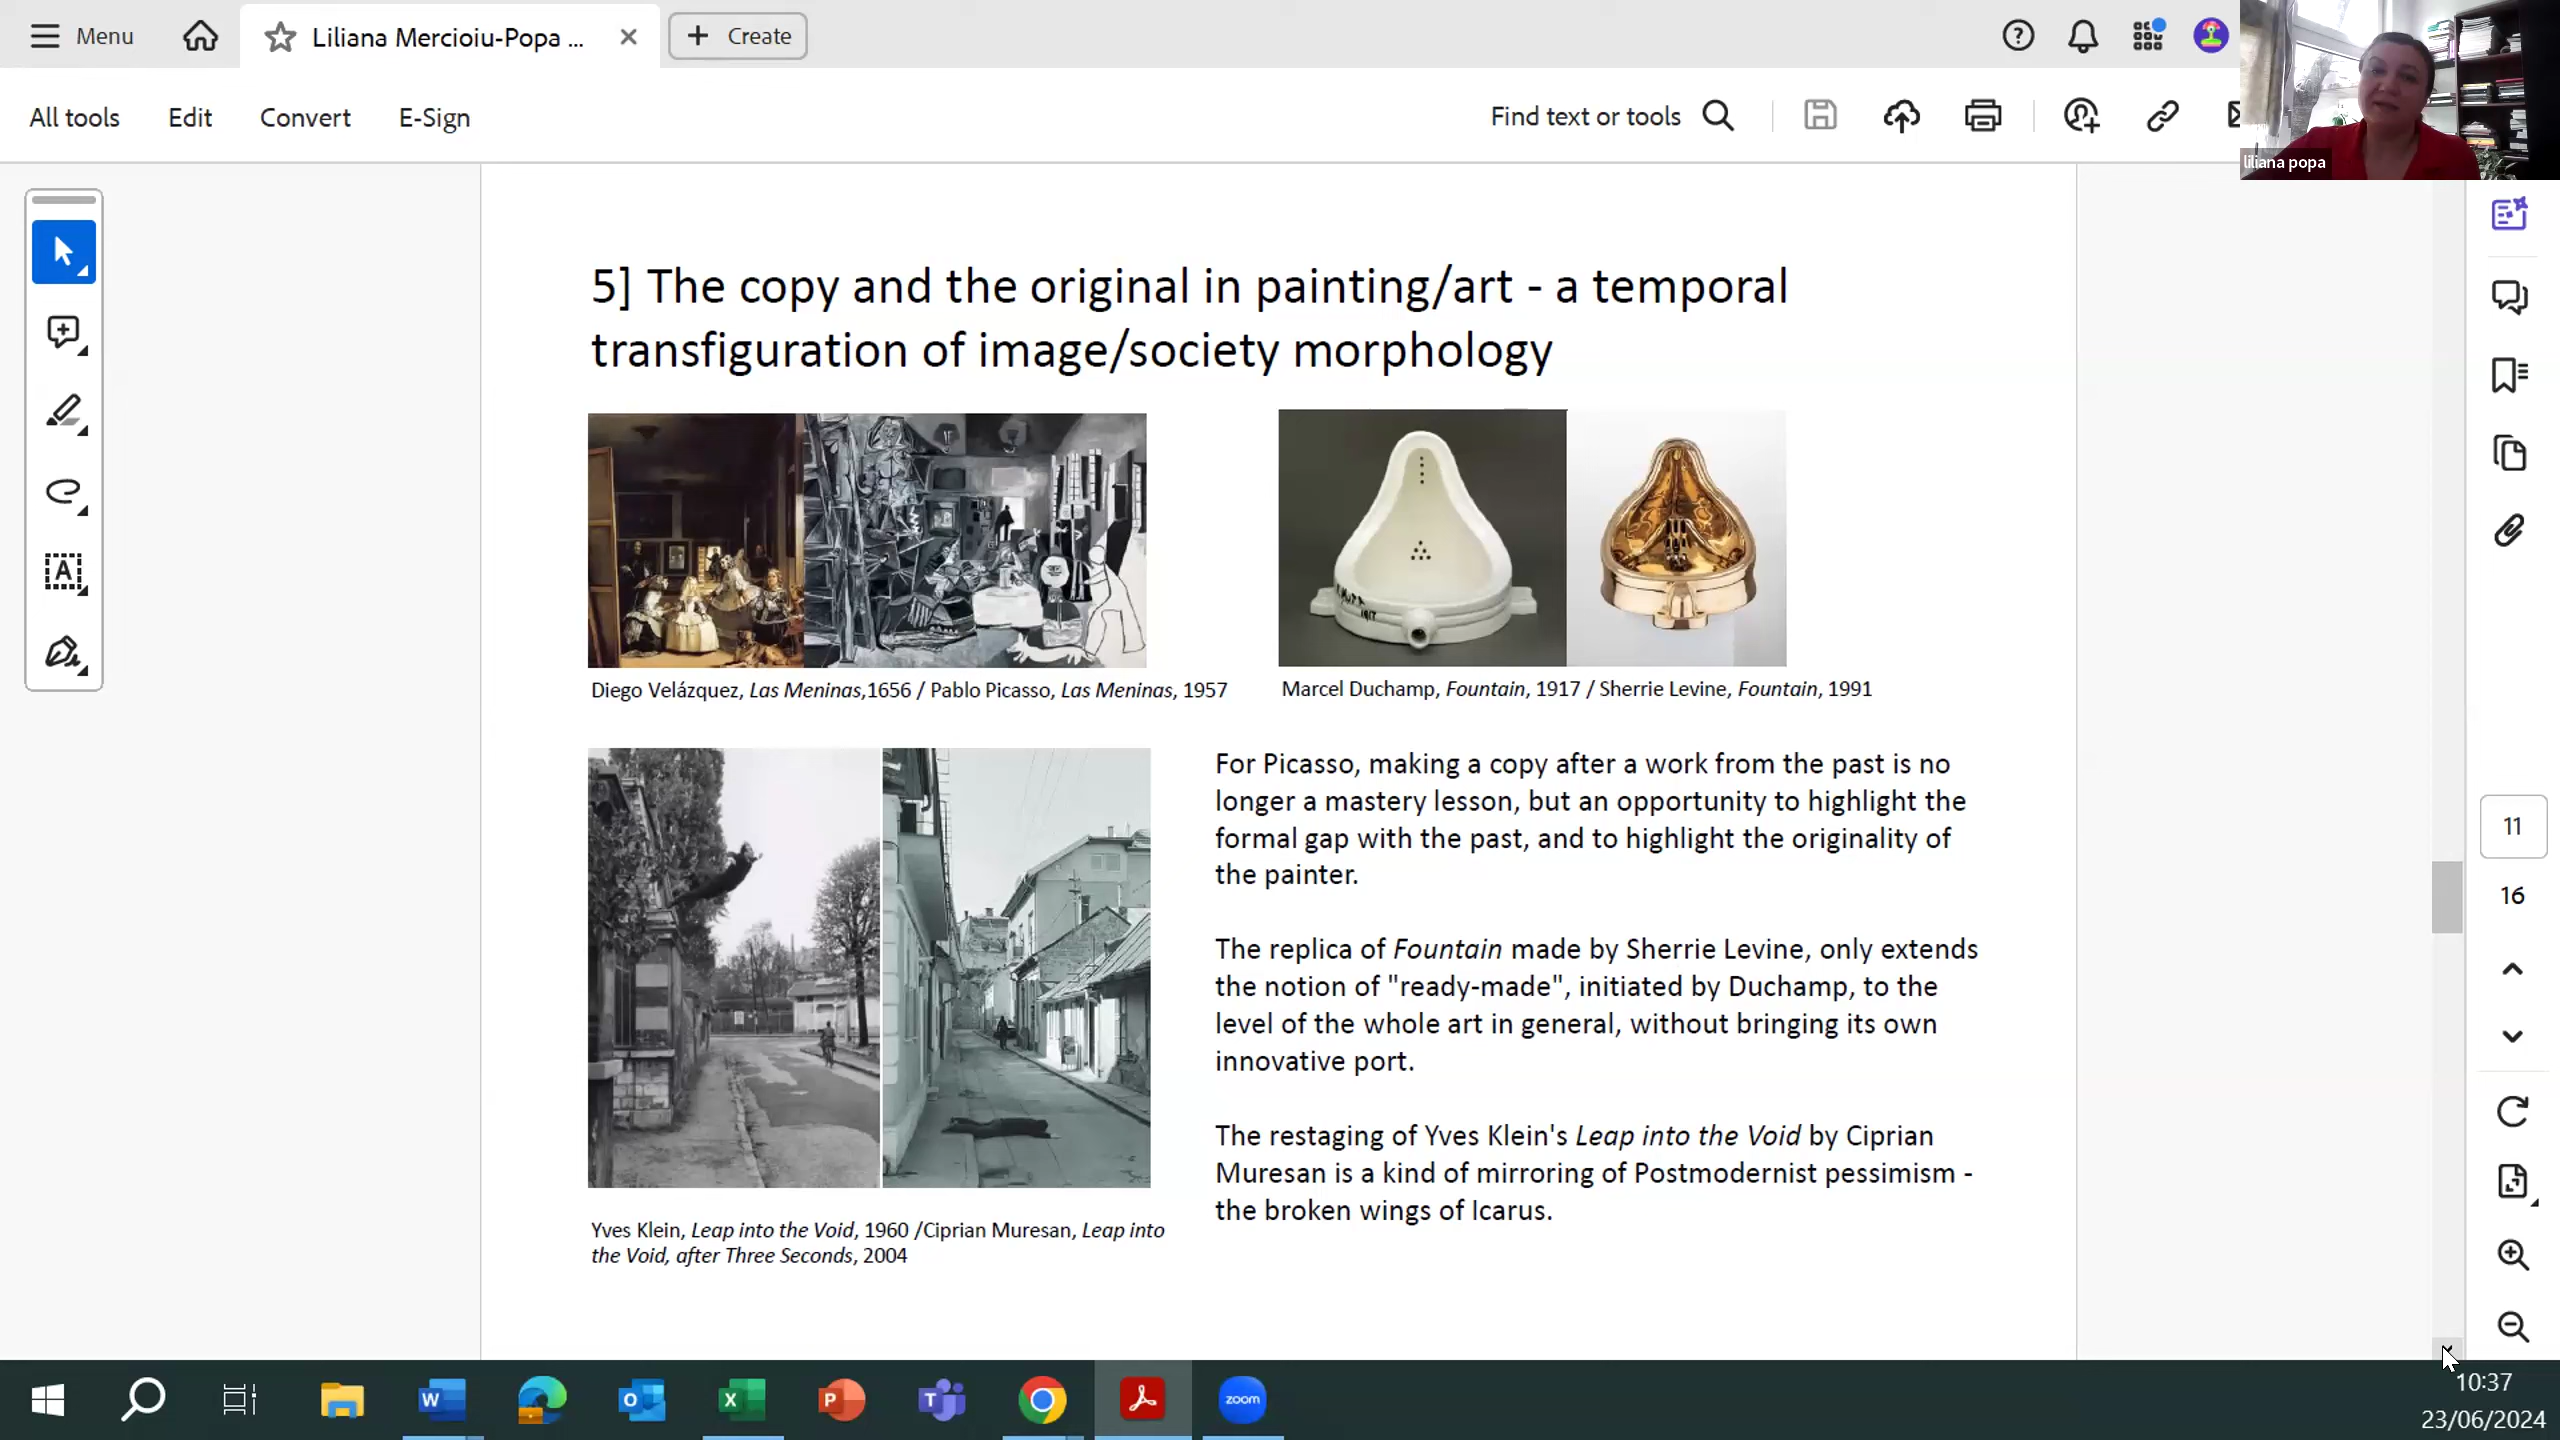 Menu
Liliana Mercioiu-Popa ...
Create
liliana popa
All tools
Edit
Convert
E-Sign
Find text or tools
5] The copy and the original in painting/art - a temporal
transfiguration of image/society morphology
Diego Velázquez, Las Meninas,1656 / Pablo Picasso, Las Meninas, 1957
Marcel Duchamp, Fountain, 1917 / Sherrie Levine, Fountain, 1991
For Picasso, making a copy after a work from the past is no
longer a mastery lesson, but an opportunity to highlight the
formal gap with the past, and to highlight the originality of
the painter.
The replica of Fountain made by Sherrie Levine, only extends
the notion of "ready-made", initiated by Duchamp, to the
level of the whole art in general, without bringing its own
innovative port.
The restaging of Yves Klein's Leap into the Void by Ciprian
Muresan is a kind of mirroring of Postmodernist pessimism -
the broken wings of Icarus.
Yves Klein, Leap into the Void, 1960 /Ciprian Muresan, Leap into
the Void, after Three Seconds, 2004
11
16
zoom
10:37
23/06/2024